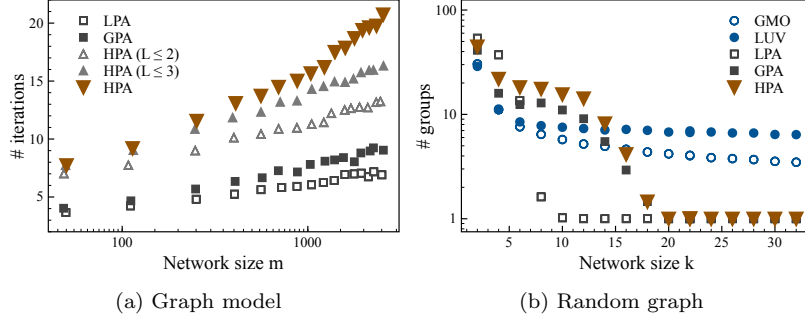 LPA
GPA
HPA (L ≤ 2)
HPA (L ≤ 3)
HPA
20
15
10
5
# iterations
100
1000
Network size m
(a) Graph model
GMO
LUV
LPA
GPA
HPA
100
10
1
# groups
5
10
15
20
25
30
Network size k
(b) Random graph